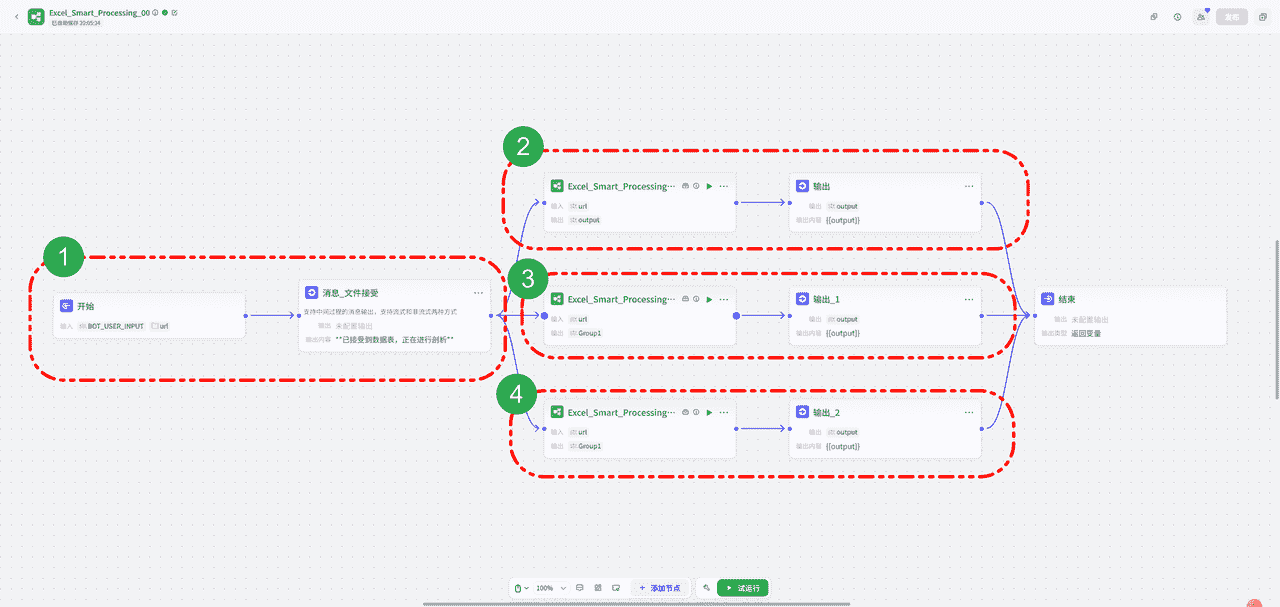 Excel_Smart_Processing_00
已自动保存 20:05:24
发布
1
开始
输入 BOT_USER_INPUT url
消息_文件接受
支持中间过程的消息输出，支持流式和非流式两种方式
输出 未配置输出
输出内容 **已接受到数据表，正在进行剖析**
2
Excel_Smart_Processing…
输入 url
输出 output
输出
输出 output
输出内容 {{output}}
3
Excel_Smart_Processing…
输入 url
输出 Group1
输出_1
输出 output
输出内容 {{output}}
4
Excel_Smart_Processing…
输入 url
输出 Group1
输出_2
输出 output
输出内容 {{output}}
结束
输出 未配置输出
输出类型 返回变量
100%
+ 添加节点
试运行